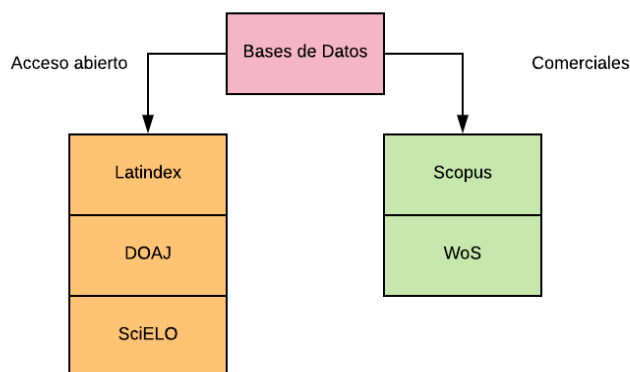 Bases de Datos
Acceso abierto
Comerciales
Latindex
DOAJ
SciELO
Scopus
WoS